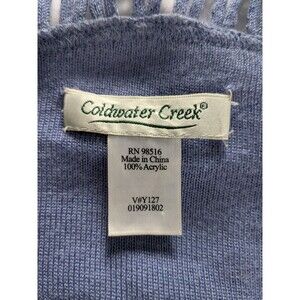 Coldwater Creek®
RN 98516
Made in China
100% Acrylic
V#Y127
019091802